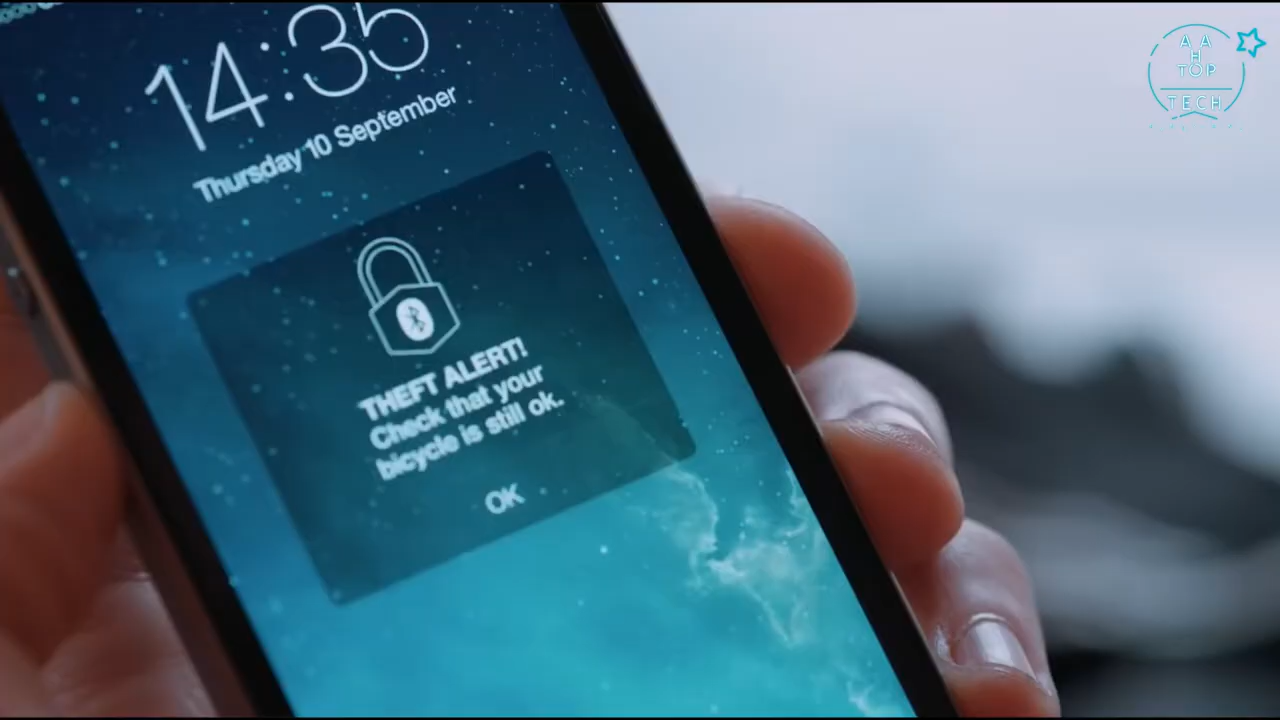 14:35
Thursday 10 September
THEFT ALERT!
Check that your
bicycle is still ok.
OK
A A
H
TOP
TECH